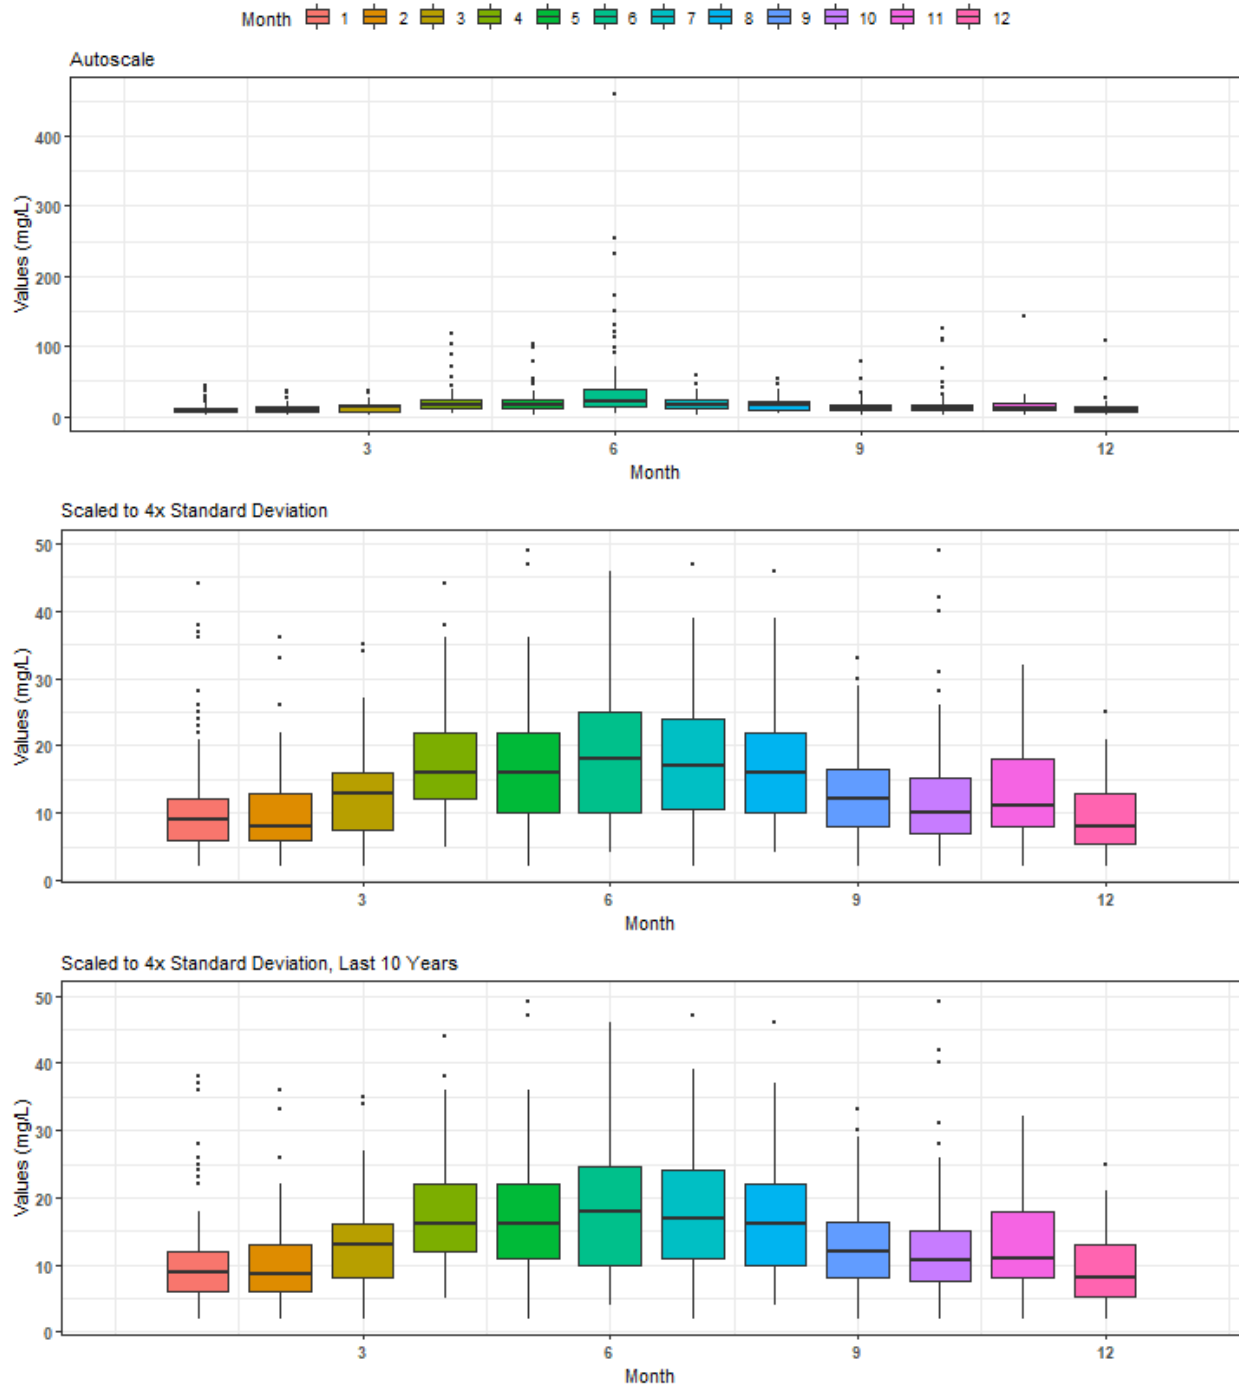 Month 1 2 3 4 5 6 7 8 9 10 11 12
Autoscale
Values (mg/L)
400
300
200
100
0
3 6 9 12
Month
Scaled to 4x Standard Deviation
Values (mg/L)
50
40
30
20
10
0
3 6 9 12
Month
Scaled to 4x Standard Deviation, Last 10 Years
Values (mg/L)
50
40
30
20
10
0
3 6 9 12
Month